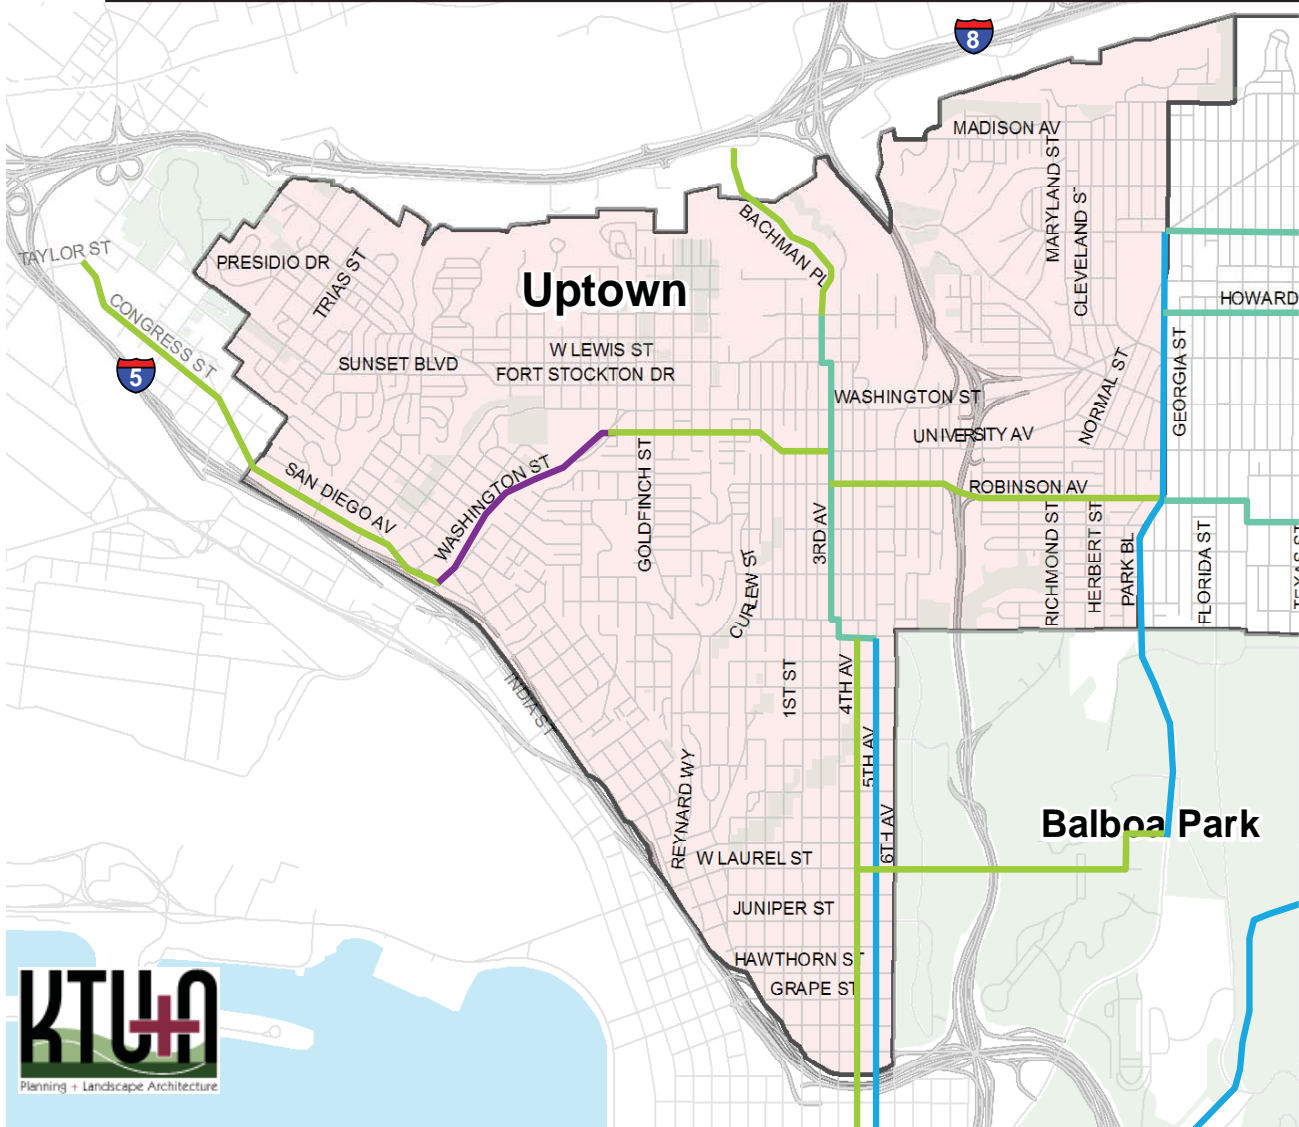 8
MADISON AV
MARYLAND ST
CLEVELAND S
BACHMAN PL
TAYLOR ST
PRESIDIO DR
TRIAS ST
Uptown
HOWARD
CONGRESS ST
5
SUNSET BLVD
W LEWIS ST
FORT STOCKTON DR
WASHINGTON ST
NORMAL ST
GEORGIA ST
UNIVERSITY AV
SAN DIEGO AV
WASHINGTON ST
GOLDFINCH ST
ROBINSON AV
3RD AV
CURLEW ST
RICHMOND ST
HERBERT ST
PARK BL
FLORIDA ST
TEXAS ST
INDIA ST
1ST ST
4TH AV
5TH AV
REYNARD WY
6TH AV
Balboa Park
W LAUREL ST
JUNIPER ST
HAWTHORN ST
GRAPE ST
KTU+A
Planning + Landscape Architecture